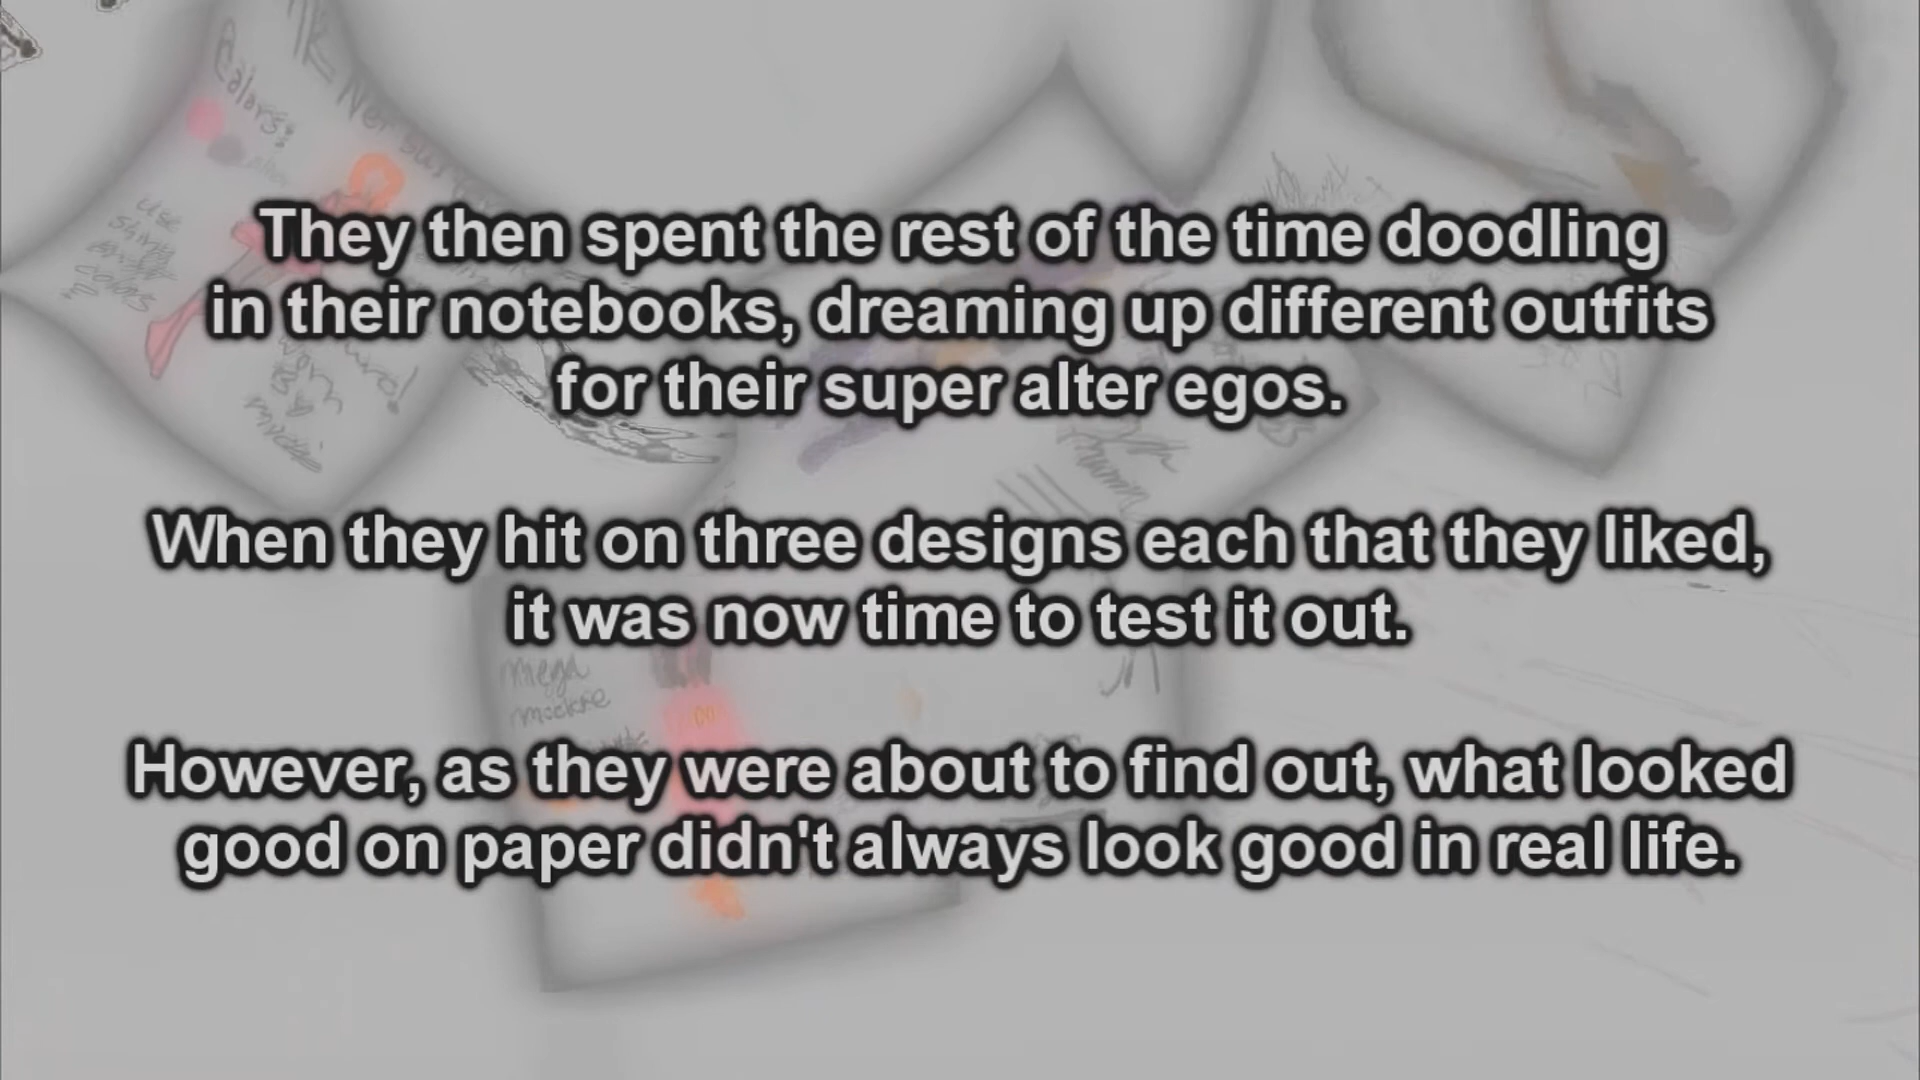 They then spent the rest of the time doodling
in their notebooks, dreaming up different outfits
for their super alter egos.
When they hit on three designs each that they liked,
it was now time to test it out.
However, as they were about to find out, what looked
good on paper didn't always look good in real life.
mega